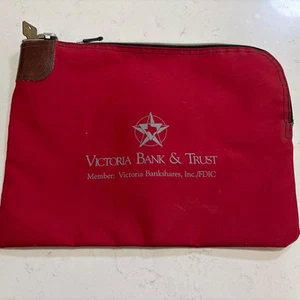 VICTORIA BANK & TRUST
Member: Victoria Bankshares, Inc./FDIC